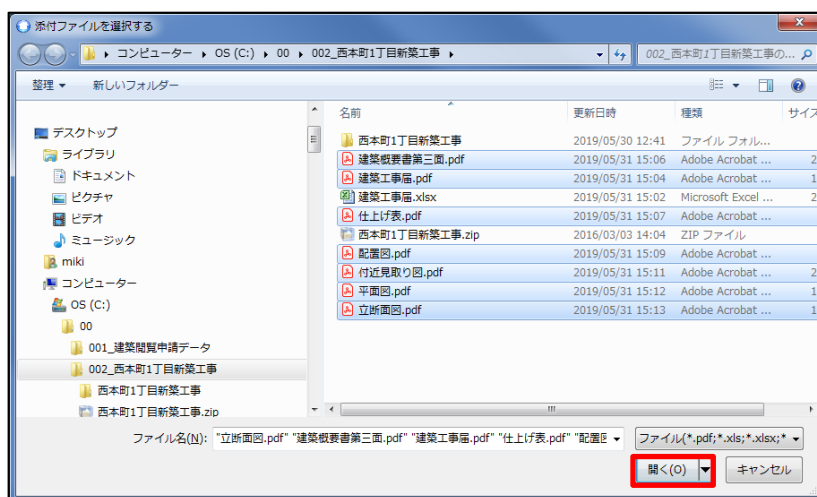 添付ファイルを選択する
コンピューター ▸ OS (C:) ▸ 00 ▸ 002_西本町1丁目新築工事 ▸
002_西本町1丁目新築工事の...
整理 ▼ 新しいフォルダー
名前 更新日時 種類 サイズ
西本町1丁目新築工事 2019/05/30 12:41 ファイル フォル...
建築概要書第三面.pdf 2019/05/31 15:06 Adobe Acrobat ... 2
建築工事届.pdf 2019/05/31 15:04 Adobe Acrobat ... 1
建築工事届.xlsx 2019/05/31 15:02 Microsoft Excel ... 2
仕上げ表.pdf 2019/05/31 15:07 Adobe Acrobat ...
西本町1丁目新築工事.zip 2016/03/03 14:04 ZIP ファイル
配置図.pdf 2019/05/31 15:09 Adobe Acrobat ...
付近見取り図.pdf 2019/05/31 15:11 Adobe Acrobat ... 2
平面図.pdf 2019/05/31 15:12 Adobe Acrobat ... 1
立断面図.pdf 2019/05/31 15:13 Adobe Acrobat ... 1
デスクトップ
ライブラリ
ドキュメント
ピクチャ
ビデオ
ミュージック
miki
コンピューター
OS (C:)
00
001_建築閲覧申請データ
002_西本町1丁目新築工事
西本町1丁目新築工事
西本町1丁目新築工事.zip
ファイル名(N): "立断面図.pdf" "建築概要書第三面.pdf" "建築工事届.pdf" "仕上げ表.pdf" "配置図
ファイル(*.pdf;*.xls;*.xlsx;*
開く(O) キャンセル